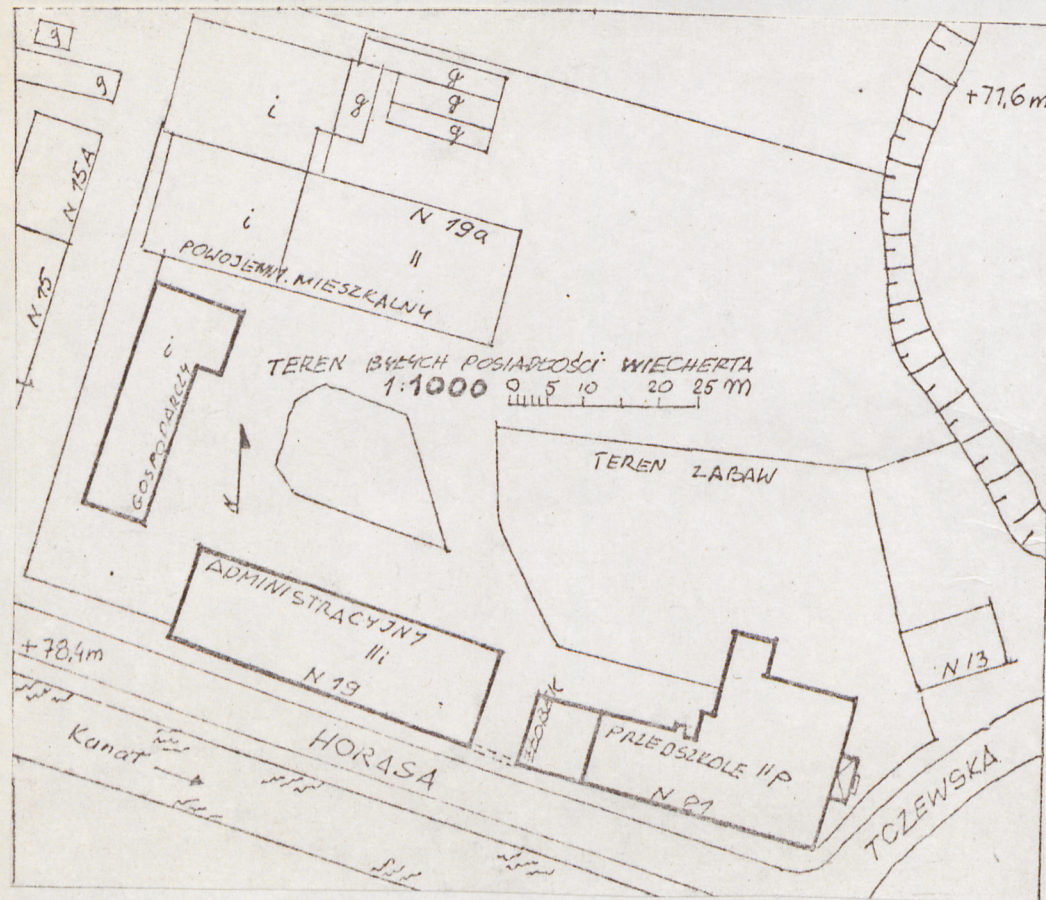 g
g
g
g
g
g
i
+71,6 m
N 15A
N 19a
i
II
POWOJENNY. MIESZKALNY
N 15
i
GOSPODARCZY
TEREN BYŁYCH POSIADŁOŚCI WIECHERTA
1:1000 0 5 10 20 25 m
TEREN ZABAW
ADMINISTRACYJNY
IIi
N 19
+78,4m
N 13
PRZEDSZKOLE II P.
N 21
Kanał
HORASA
TCZEWSKA